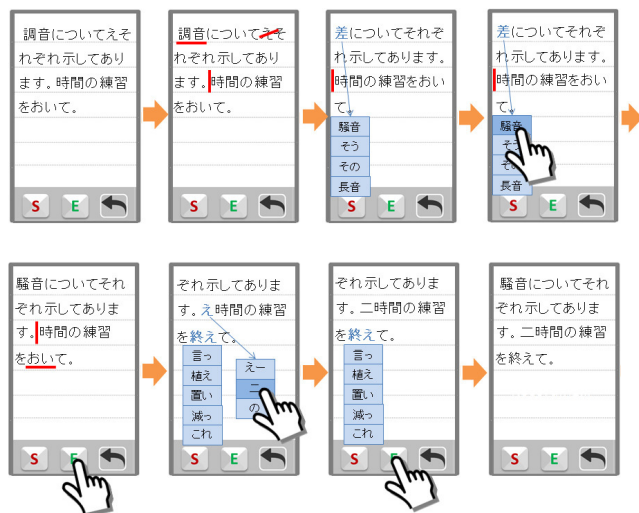 調音についてえそ
れぞれ示してあり
ます。時間の練習
をおいて。
S E
調音についてえそ
れぞれ示してあり
ます。時間の練習
をおいて。
S E
差についてそれぞ
れ示してあります。
時間の練習をおい
て。
騒音
そう
その
長音
S E
差についてそれぞ
れ示してあります。
時間の練習をおい
て。
騒音
そう
その
長音
S E
騒音についてそれ
ぞれ示してありま
す。時間の練習
をおいて。
S E
ぞれ示してありま
す。え時間の練習
を終えて。
言っ
植え
置い
減っ
これ
えー
二
の
S E
ぞれ示してありま
す。二時間の練習
を終えて。
言っ
植え
置い
減っ
これ
S E
騒音についてそれ
ぞれ示してありま
す。二時間の練習
を終えて。
S E